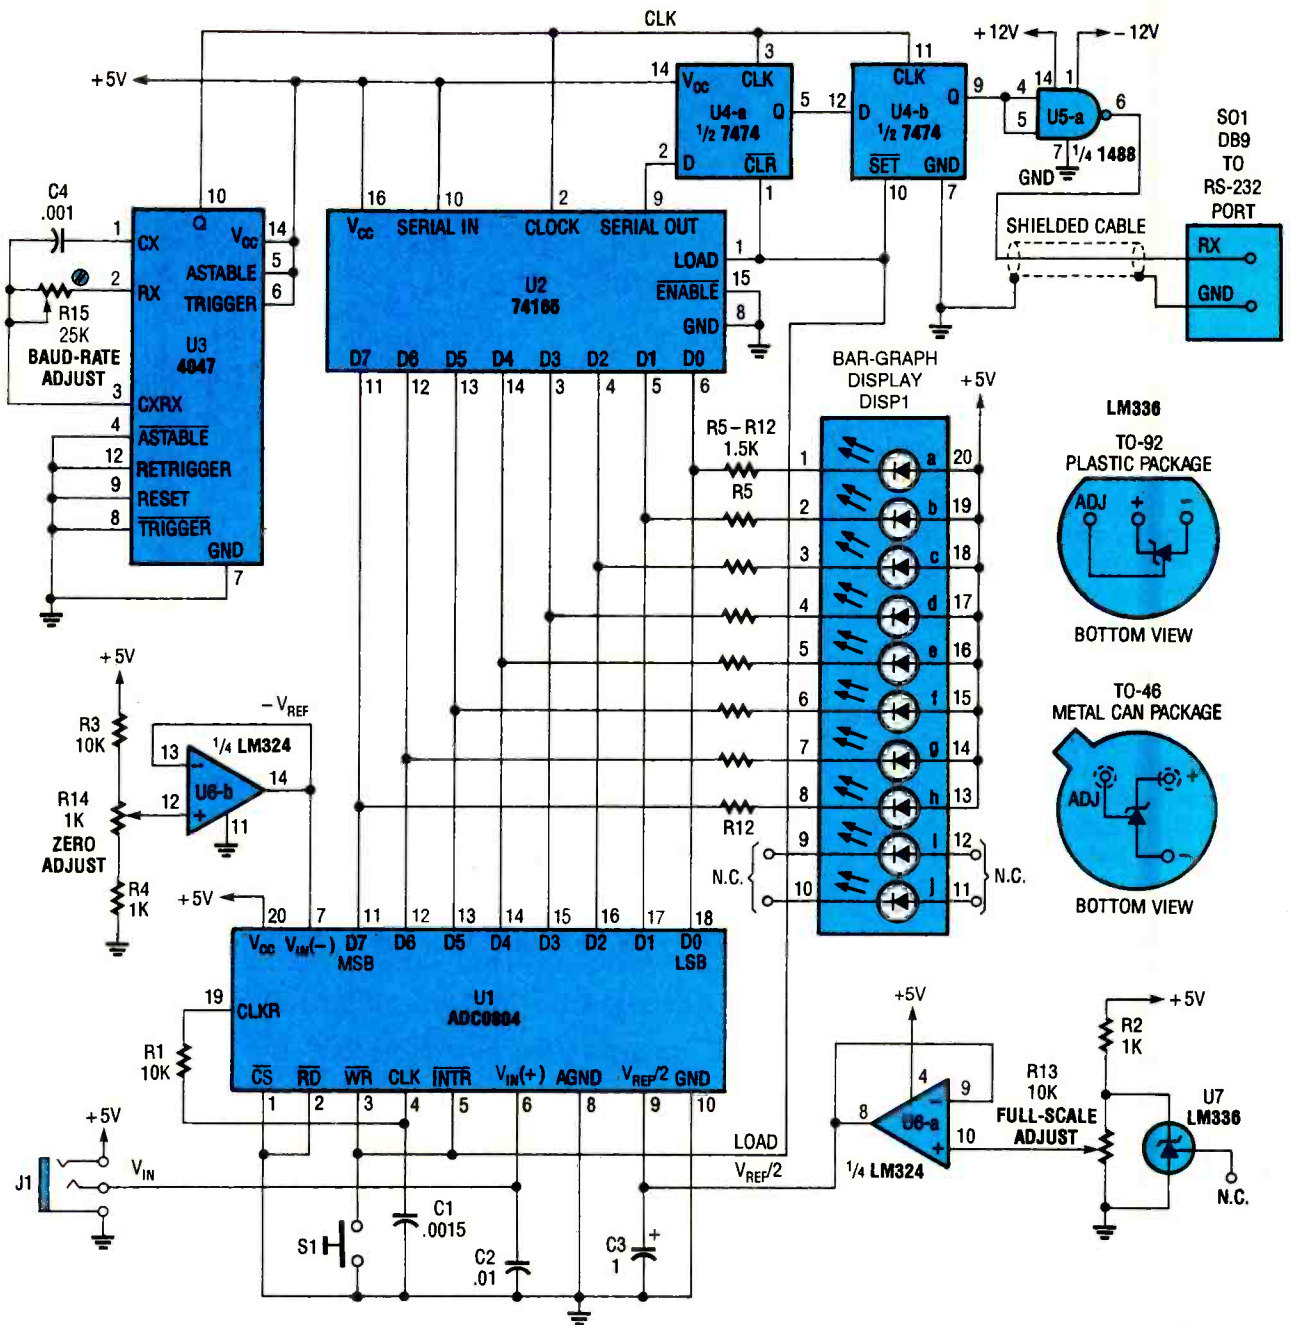 CLK
+5V
14
3
VCC CLK
U4-a
1/2 7474
Q
D
CLR
2
1
5
12
11
CLK
D
U4-b
1/2 7474
Q
SET
GND
9
10
7
+12V
-12V
14
1
4
5
U5-a
6
7
1/4 1488
GND
SO1
DB9
TO
RS-232
PORT
RX
GND
SHIELDED CABLE
C4
.001
R15
25K
BAUD-RATE
ADJUST
10
Q
1
CX
2
RX
U3
4047
3
CXRX
4
ASTABLE
12
RETRIGGER
9
RESET
8
TRIGGER
GND
7
VCC
14
ASTABLE
5
TRIGGER
6
16
10
2
9
VCC
SERIAL IN
CLOCK
SERIAL OUT
LOAD
1
U2
74165
ENABLE
15
GND
8
D7 D6 D5 D4 D3 D2 D1 D0
11 12 13 14 3 4 5 6
BAR-GRAPH
DISPLAY
DISP1
+5V
R5-R12
1.5K
R5
R12
1 a 20
2 b 19
3 c 18
4 d 17
5 e 16
6 f 15
7 g 14
8 h 13
9 i 12
10 j 11
N.C.
N.C.
LM336
TO-92
PLASTIC PACKAGE
ADJ + -
BOTTOM VIEW
TO-46
METAL CAN PACKAGE
ADJ
+
-
BOTTOM VIEW
+5V
R3
10K
R14
1K
ZERO
ADJUST
R4
1K
-VREF
13
1/4 LM324
-
U6-b
14
12
+
11
+5V
20 7 11 12 13 14 15 16 17 18
VCC VIN(-) D7 D6 D5 D4 D3 D2 D1 D0
MSB
LSB
19
CLKR
U1
ADC0804
R1
10K
CS RD WR CLK INTR VIN(+) AGND VREF/2 GND
1 2 3 4 5 6 8 9 10
+5V
J1
VIN
S1
C1
.0015
C2
.01
C3
1
+
LOAD
VREF/2
+5V
4
9
-
8
U6-a
10
+
1/4 LM324
+5V
R2
1K
R13
10K
FULL-SCALE
ADJUST
U7
LM336
N.C.